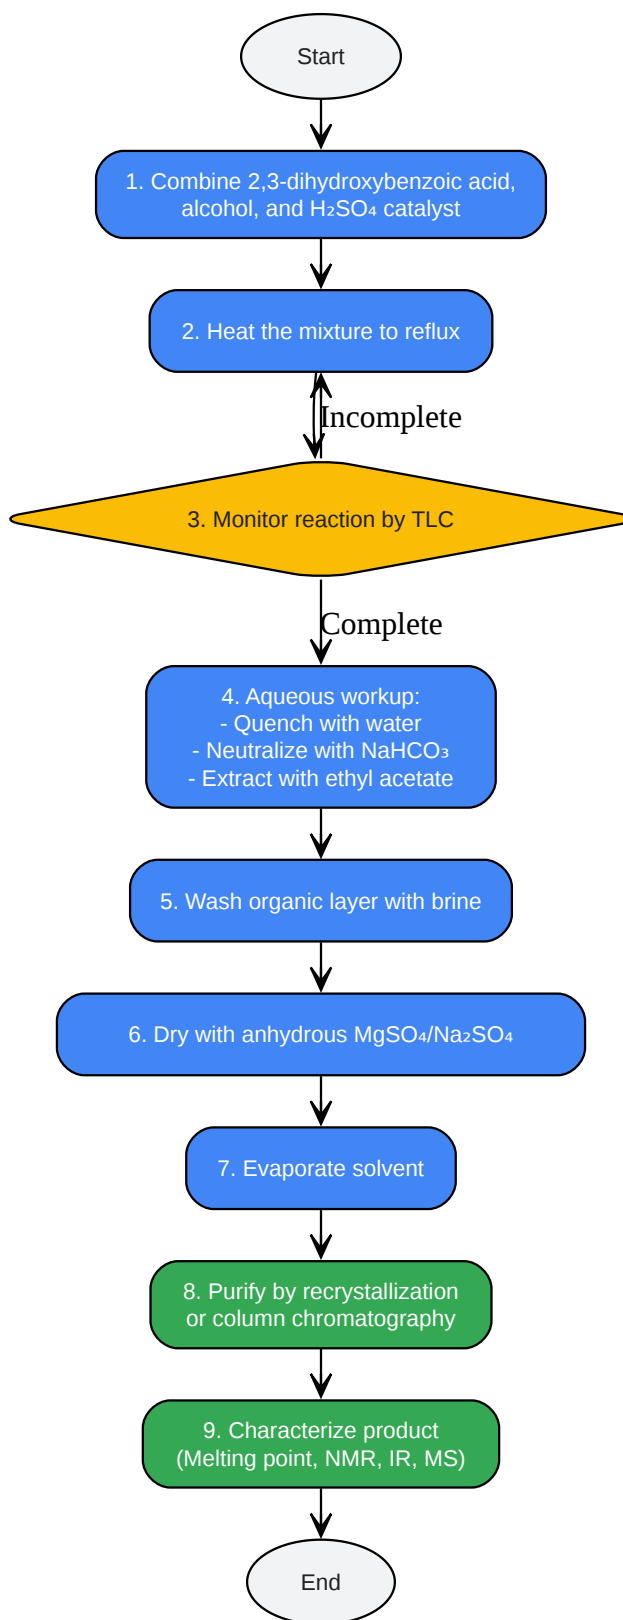 Start
1. Combine 2,3-dihydroxybenzoic acid,
alcohol, and H₂SO₄ catalyst
2. Heat the mixture to reflux
Incomplete
3. Monitor reaction by TLC
Complete
4. Aqueous workup:
- Quench with water
- Neutralize with NaHCO₃
- Extract with ethyl acetate
5. Wash organic layer with brine
6. Dry with anhydrous MgSO₄/Na₂SO₄
7. Evaporate solvent
8. Purify by recrystallization
or column chromatography
9. Characterize product
(Melting point, NMR, IR, MS)
End